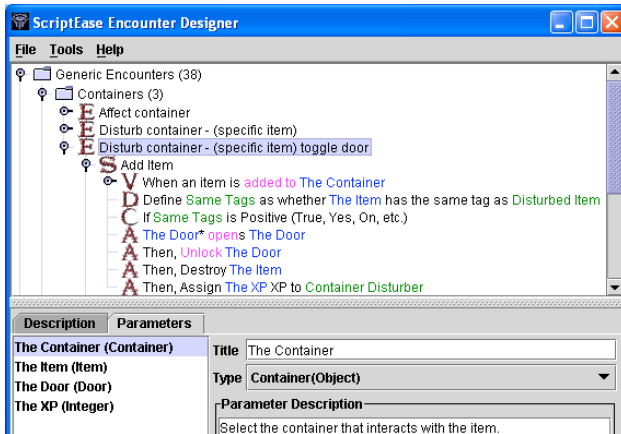 ScriptEase Encounter Designer
File Tools Help
Generic Encounters (38)
Containers (3)
E Affect container
E Disturb container - (specific item)
E Disturb container - (specific item) toggle door
S Add Item
V When an item is added to The Container
D Define Same Tags as whether The Item has the same tag as Disturbed Item
C If Same Tags is Positive (True, Yes, On, etc.)
A The Door* opens The Door
A Then, Unlock The Door
A Then, Destroy The Item
A Then, Assign The XP XP to Container Disturber
Description Parameters
The Container (Container)
The Item (Item)
The Door (Door)
The XP (Integer)
Title The Container
Type Container(Object)
Parameter Description
Select the container that interacts with the item.